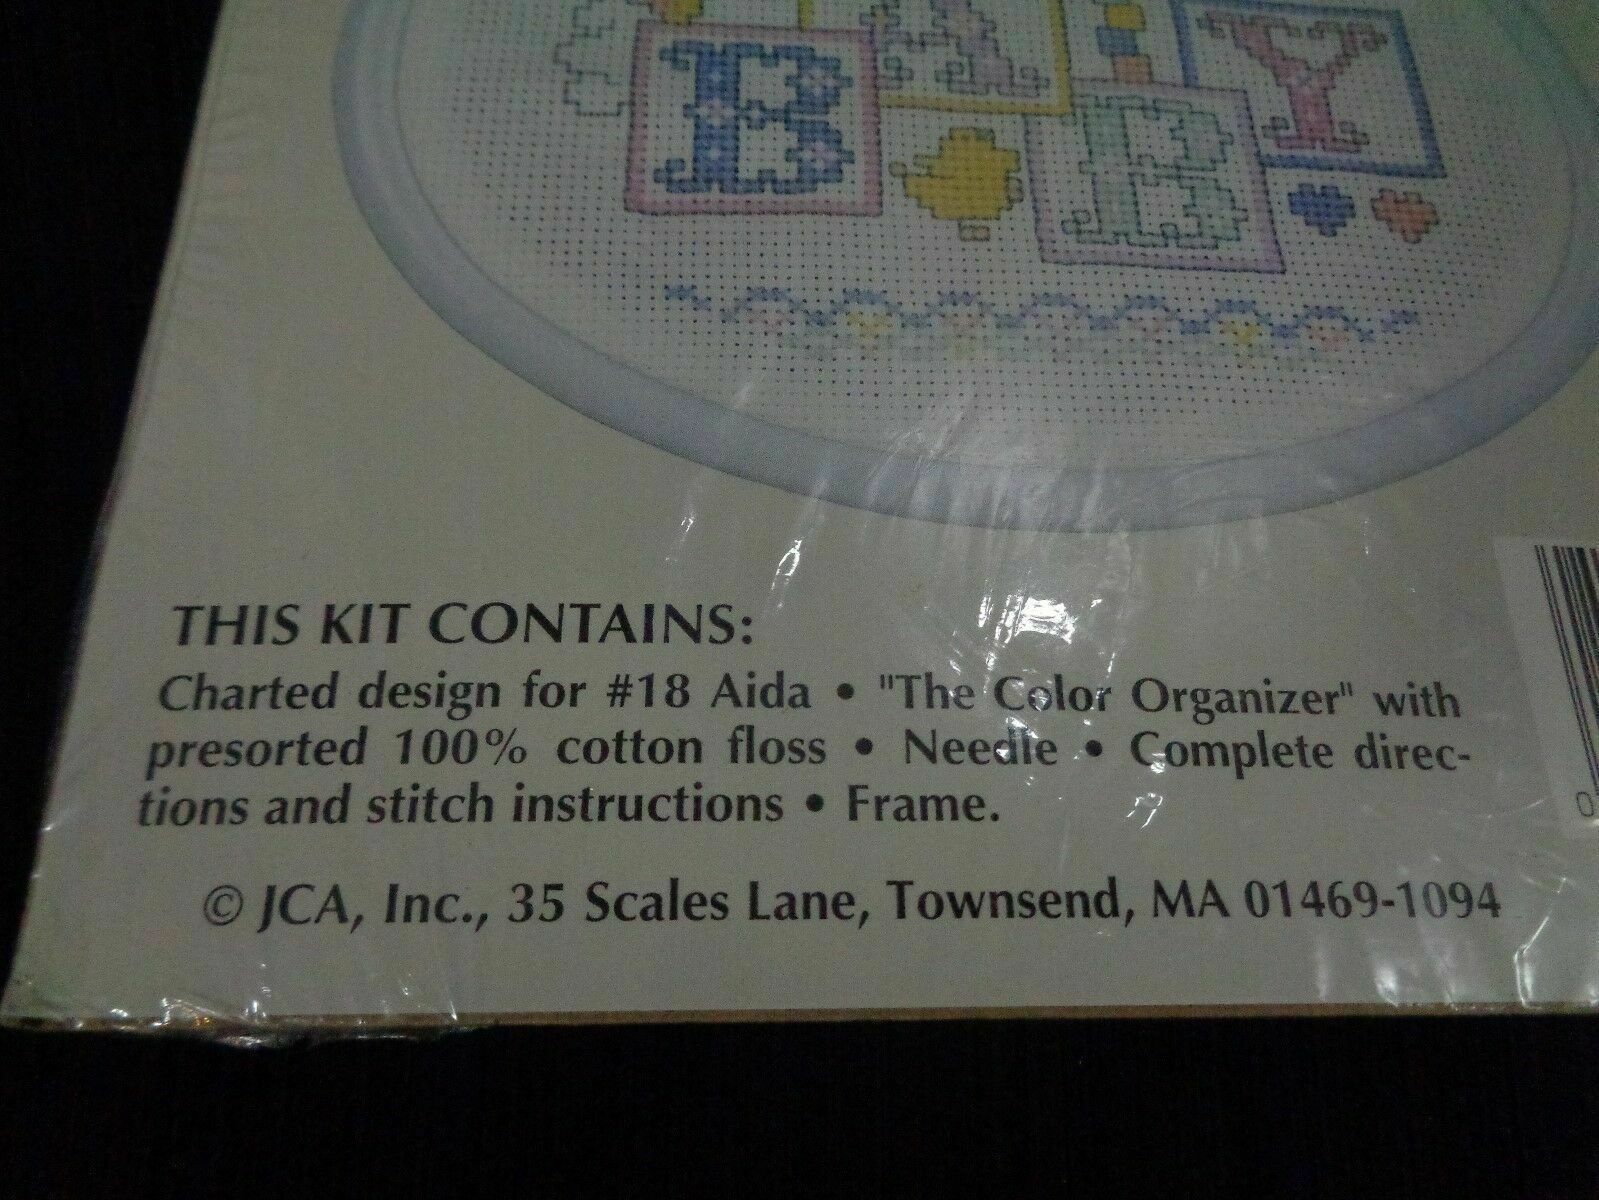 B A B Y
THIS KIT CONTAINS:
Charted design for #18 Aida • "The Color Organizer" with
presorted 100% cotton floss • Needle • Complete direc-
tions and stitch instructions • Frame.
© JCA, Inc., 35 Scales Lane, Townsend, MA 01469-1094
0